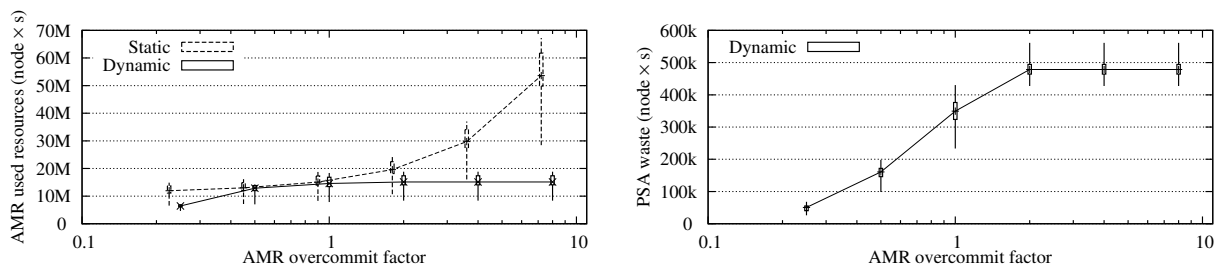 AMR used resources (node × s)
70M
60M
50M
40M
30M
20M
10M
0
Static
Dynamic
0.1
1
10
AMR overcommit factor
PSA waste (node × s)
600k
500k
400k
300k
200k
100k
0
Dynamic
0.1
1
10
AMR overcommit factor